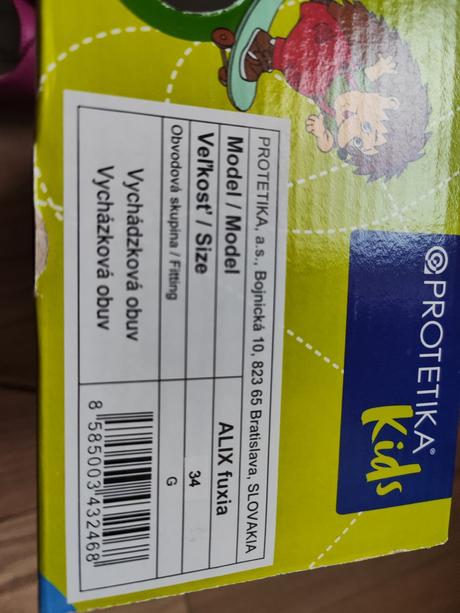 PROTETIKA®
Kids
PROTETIKA, a.s., Bojnická 10, 823 65 Bratislava, SLOVAKIA
Model / Model ALIX fuxia
Veľkosť / Size 34
Obvodová skupina / Fitting G
Vychádzková obuv
Vycházková obuv
8 585003 432468